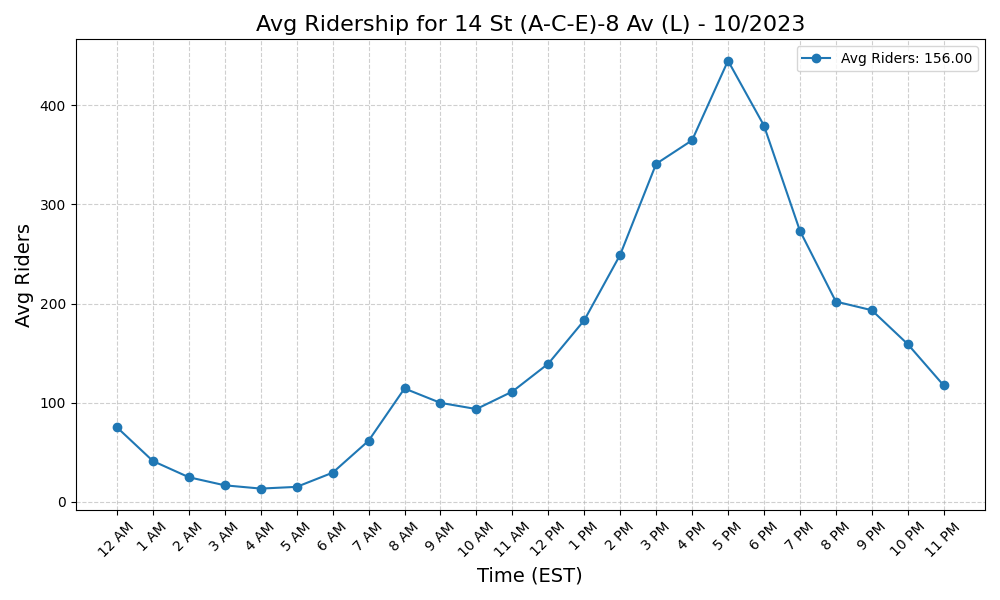 Avg Ridership for 14 St (A-C-E)-8 Av (L) - 10/2023
Avg Riders: 156.00
Avg Riders
400
300
200
100
0
12 AM
1 AM
2 AM
3 AM
4 AM
5 AM
6 AM
7 AM
8 AM
9 AM
10 AM
11 AM
12 PM
1 PM
2 PM
3 PM
4 PM
5 PM
6 PM
7 PM
8 PM
9 PM
10 PM
11 PM
Time (EST)